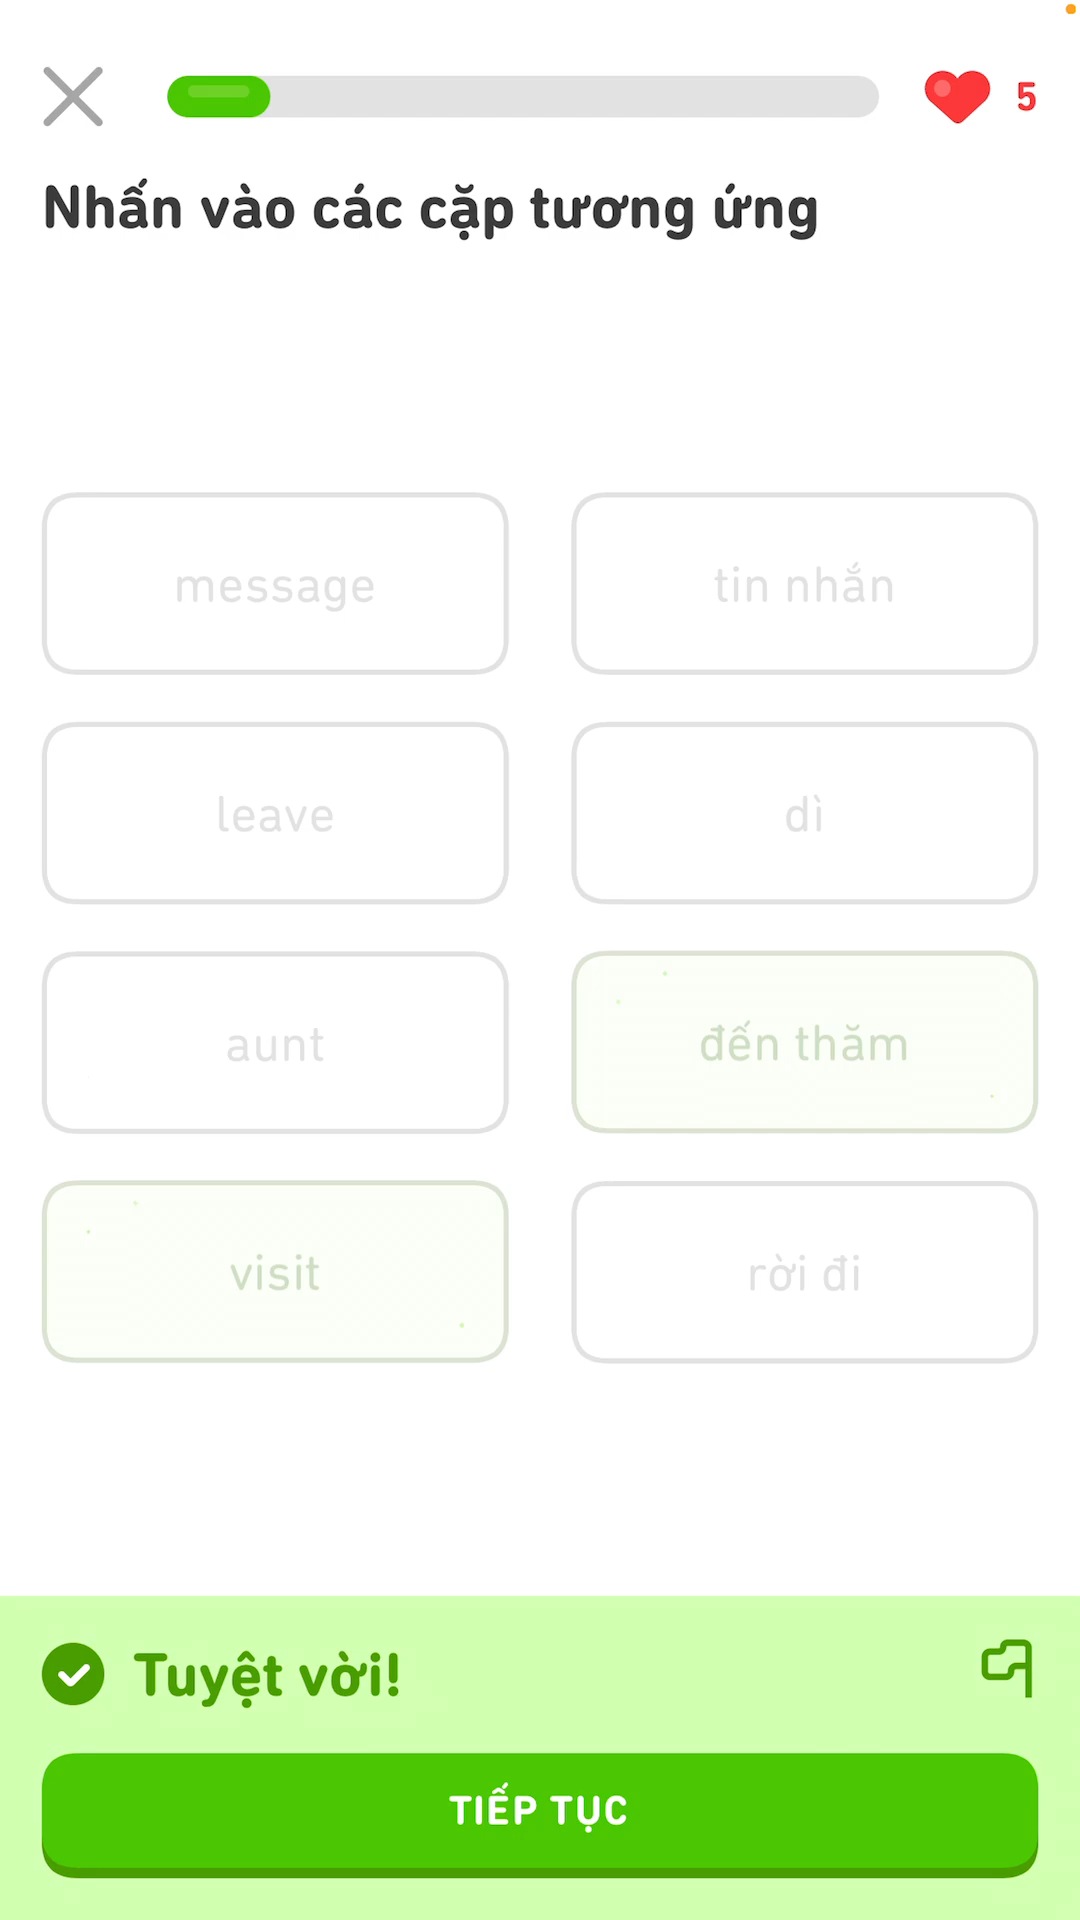 5
Nhấn vào các cặp tương ứng
message
tin nhắn
leave
dì
aunt
đến thăm
visit
rời đi
Tuyệt vời!
TIẾP TỤC